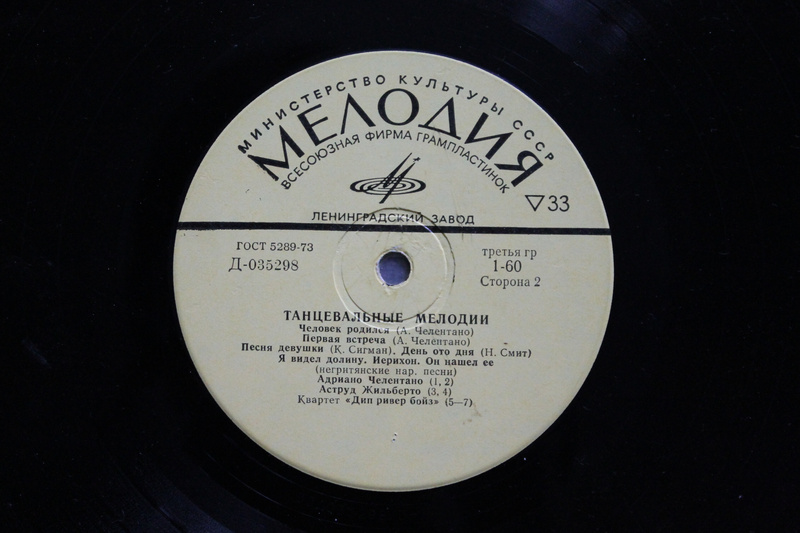 МИНИСТЕРСТВО КУЛЬТУРЫ СССР
МЕЛОДИЯ
ВСЕСОЮЗНАЯ ФИРМА ГРАМПЛАСТИНОК
▽33
ЛЕНИНГРАДСКИЙ ЗАВОД
ГОСТ 5289-73
Д-035298
третья гр
1-60
Сторона 2
ТАНЦЕВАЛЬНЫЕ МЕЛОДИИ
Человек родился (А. Челентано)
Первая встреча (А. Челентано)
Песня девушки (К. Сигман). День ото дня (Н. Смит)
Я видел долину. Иерихон. Он нашел ее
(негритянские нар. песни)
Адриано Челентано (1, 2)
Аструд Жильберто (3, 4)
Квартет «Дип ривер бойз» (5—7)